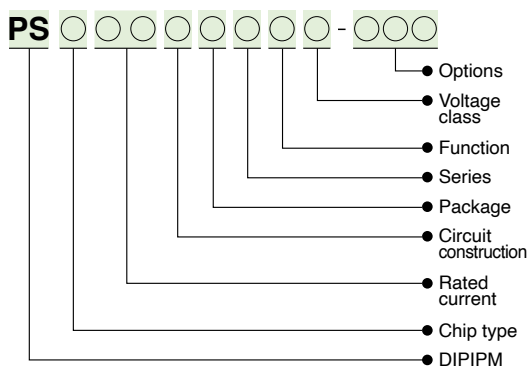 PS ○ ○○ ○ ○ ○ ○ ○ - ○○○
Options
Voltage
class
Function
Series
Package
Circuit
construction
Rated
current
Chip type
DIPIPM